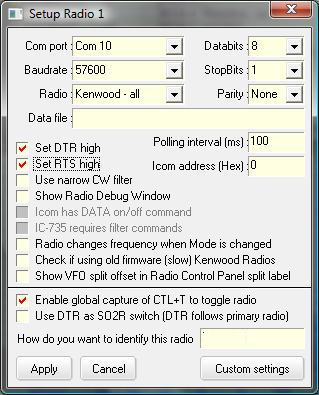 Setup Radio 1
Com port : Com 10 Databits : 8
Baudrate : 57600 StopBits : 1
Radio : Kenwood - all Parity : None
Data file :
Set DTR high Polling interval (ms) : 100
Set RTS high Icom address (Hex) : 0
Use narrow CW filter
Show Radio Debug Window
Icom has DATA on/off command
IC-735 requires filter commands
Radio changes frequency when Mode is changed
Check if using old firmware (slow) Kenwood Radios
Show VFO split offset in Radio Control Panel split label
Enable global capture of CTL+T to toggle radio
Use DTR as SO2R switch (DTR follows primary radio)
How do you want to identify this radio
Apply Cancel Custom settings